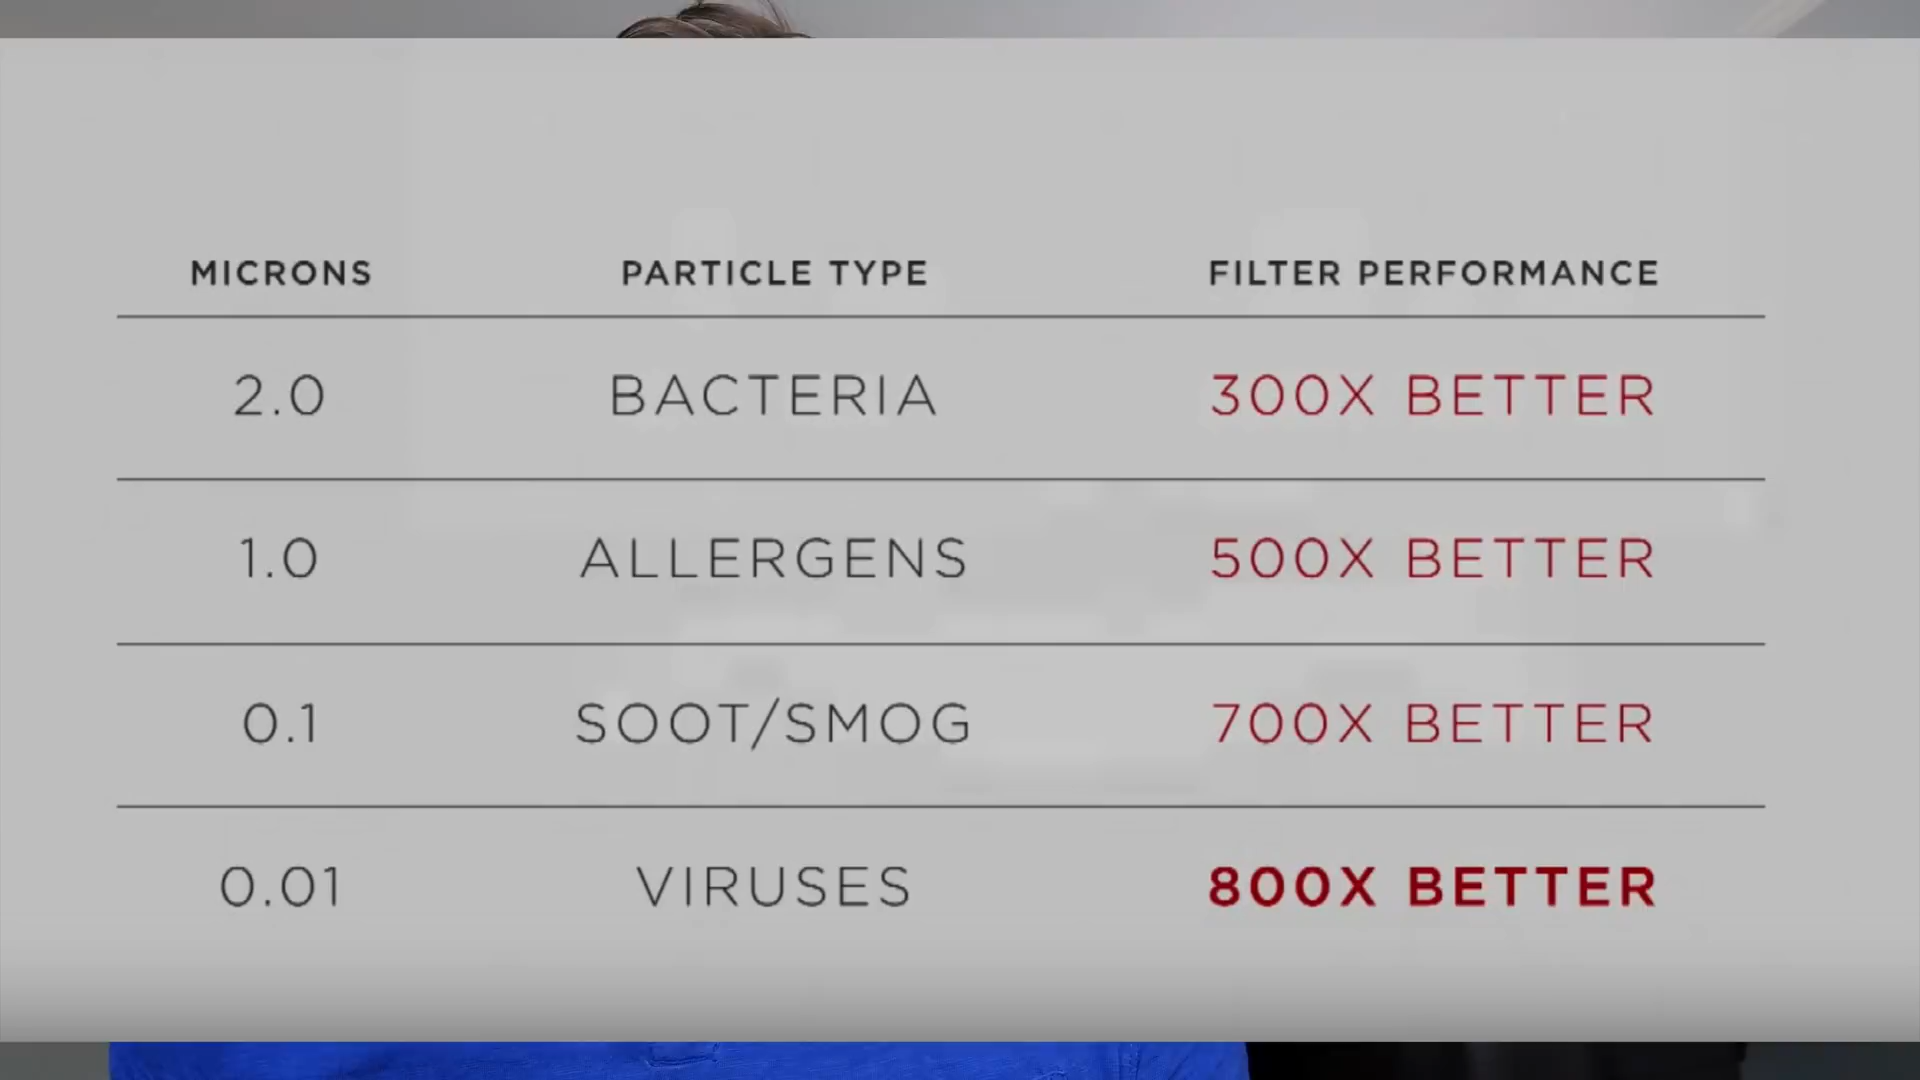 MICRONS PARTICLE TYPE FILTER PERFORMANCE
2.0 BACTERIA 300X BETTER
1.0 ALLERGENS 500X BETTER
0.1 SOOT/SMOG 700X BETTER
0.01 VIRUSES 800X BETTER